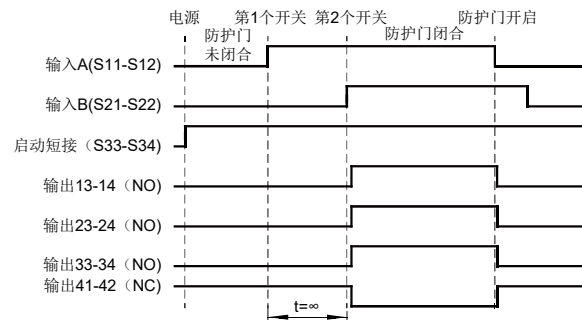 电源 第1个开关 第2个开关 防护门开启
防护门
未闭合
防护门闭合
输入A(S11-S12)
输入B(S21-S22)
启动短接（S33-S34)
输出13-14（NO)
输出23-24（NO)
输出33-34（NO)
输出41-42（NC)
t=∞